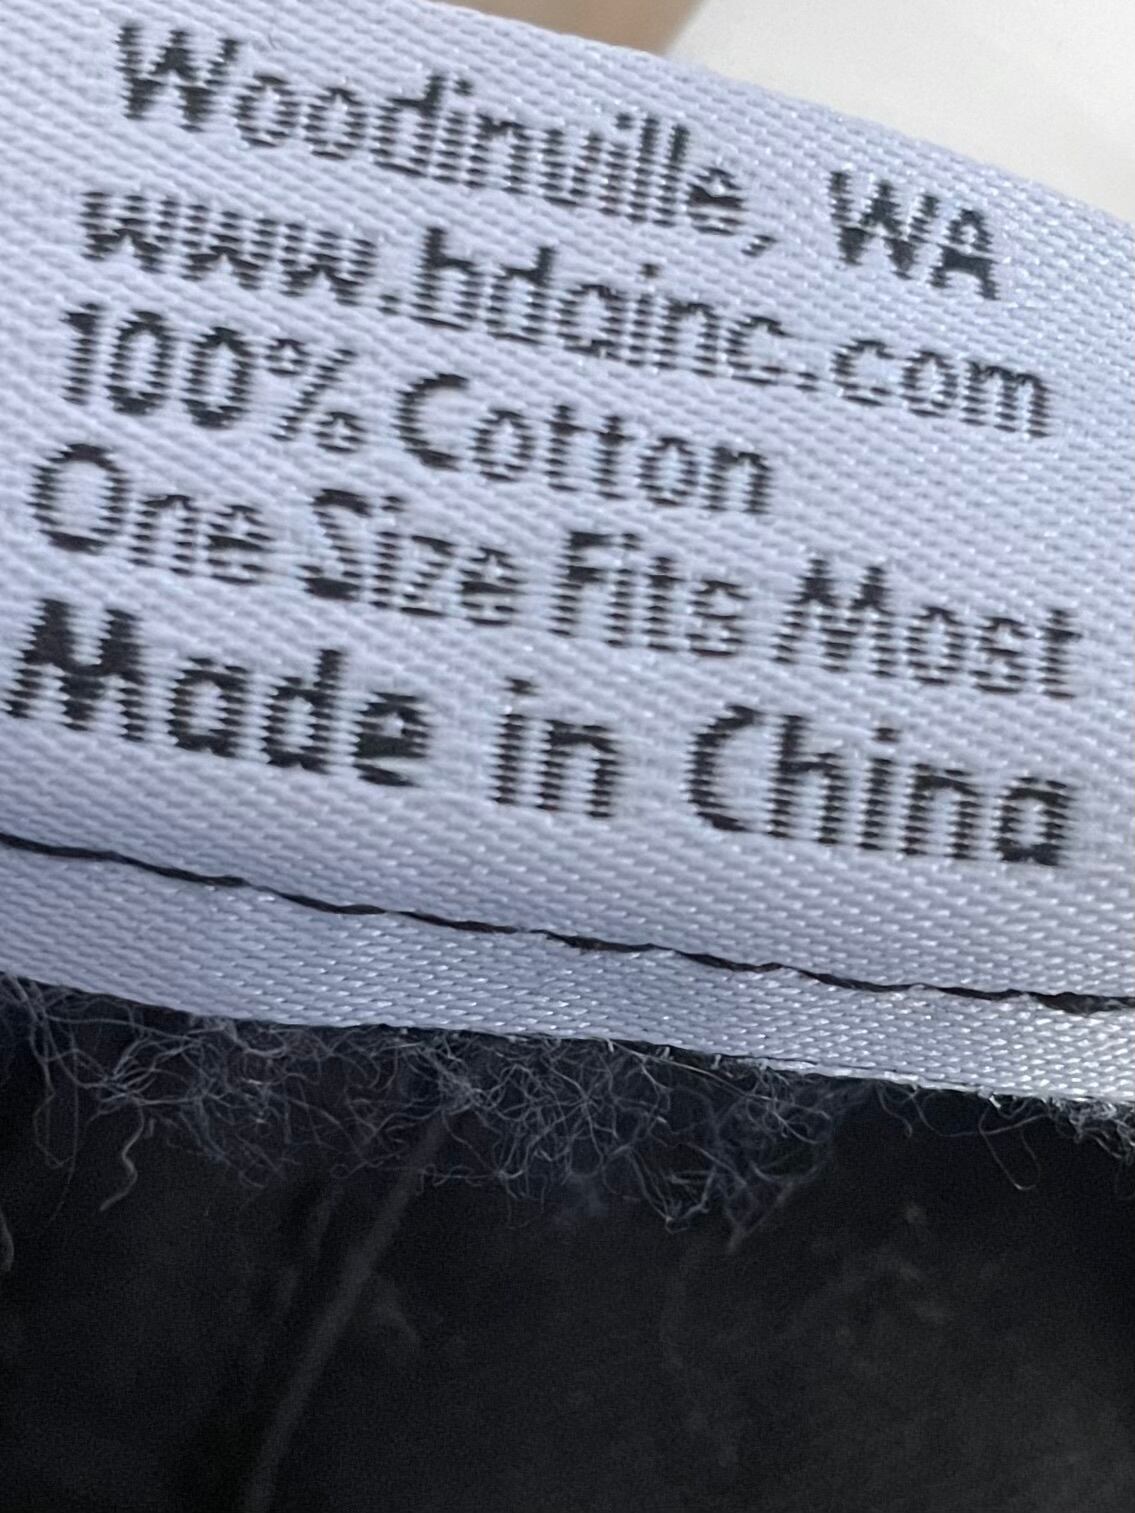 Woodinville, WA
www.bdainc.com
100% Cotton
One Size Fits Most
Made in China